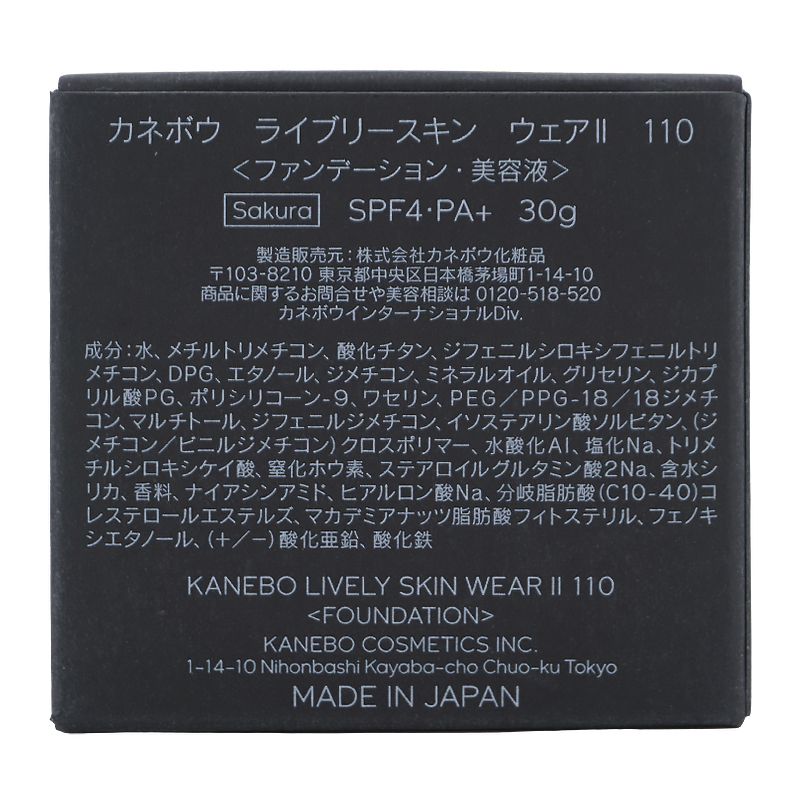 カネボウ ライブリースキン ウェアⅡ 110
<ファンデーション・美容液>
Sakura SPF4・PA+ 30g
製造販売元：株式会社カネボウ化粧品
〒103-8210 東京都中央区日本橋茅場町1-14-10
商品に関するお問合せや美容相談は 0120-518-520
カネボウインターナショナルDiv.
成分：水、メチルトリメチコン、酸化チタン、ジフェニルシロキシフェニルトリ
メチコン、DPG、エタノール、ジメチコン、ミネラルオイル、グリセリン、ジカプ
リル酸PG、ポリシリコーン-9、ワセリン、PEG／PPG-18／18ジメチ
コン、マルチトール、ジフェニルジメチコン、イソステアリン酸ソルビタン、(ジ
メチコン／ビニルジメチコン)クロスポリマー、水酸化Al、塩化Na、トリメ
チルシロキシケイ酸、窒化ホウ素、ステアロイルグルタミン酸2Na、含水シ
リカ、香料、ナイアシンアミド、ヒアルロン酸Na、分岐脂肪酸(C10-40)コ
レステロールエステルズ、マカデミアナッツ脂肪酸フィトステリル、フェノキ
シエタノール、(+／−)酸化亜鉛、酸化鉄
KANEBO LIVELY SKIN WEAR II 110
<FOUNDATION>
KANEBO COSMETICS INC.
1-14-10 Nihonbashi Kayaba-cho Chuo-ku Tokyo
MADE IN JAPAN